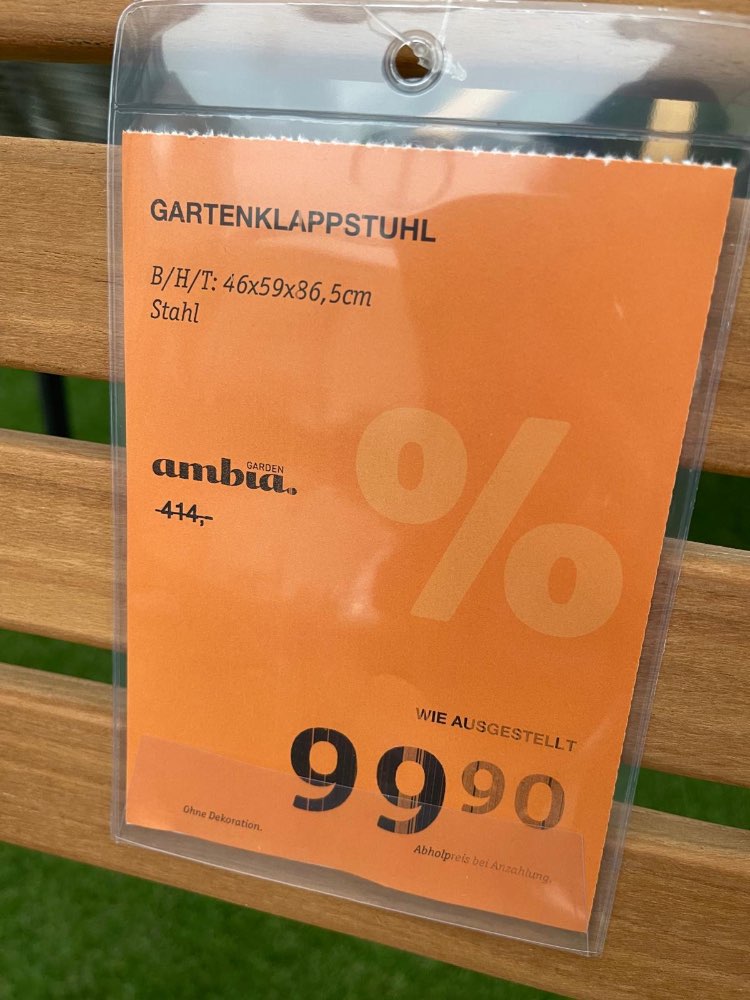 GARTENKLAPPSTUHL
B/H/T: 46x59x86,5cm
Stahl
ambia. GARDEN
414,-
%
WIE AUSGESTELLT
99 90
Ohne Dekoration.
Abholpreis bei Anzahlung.